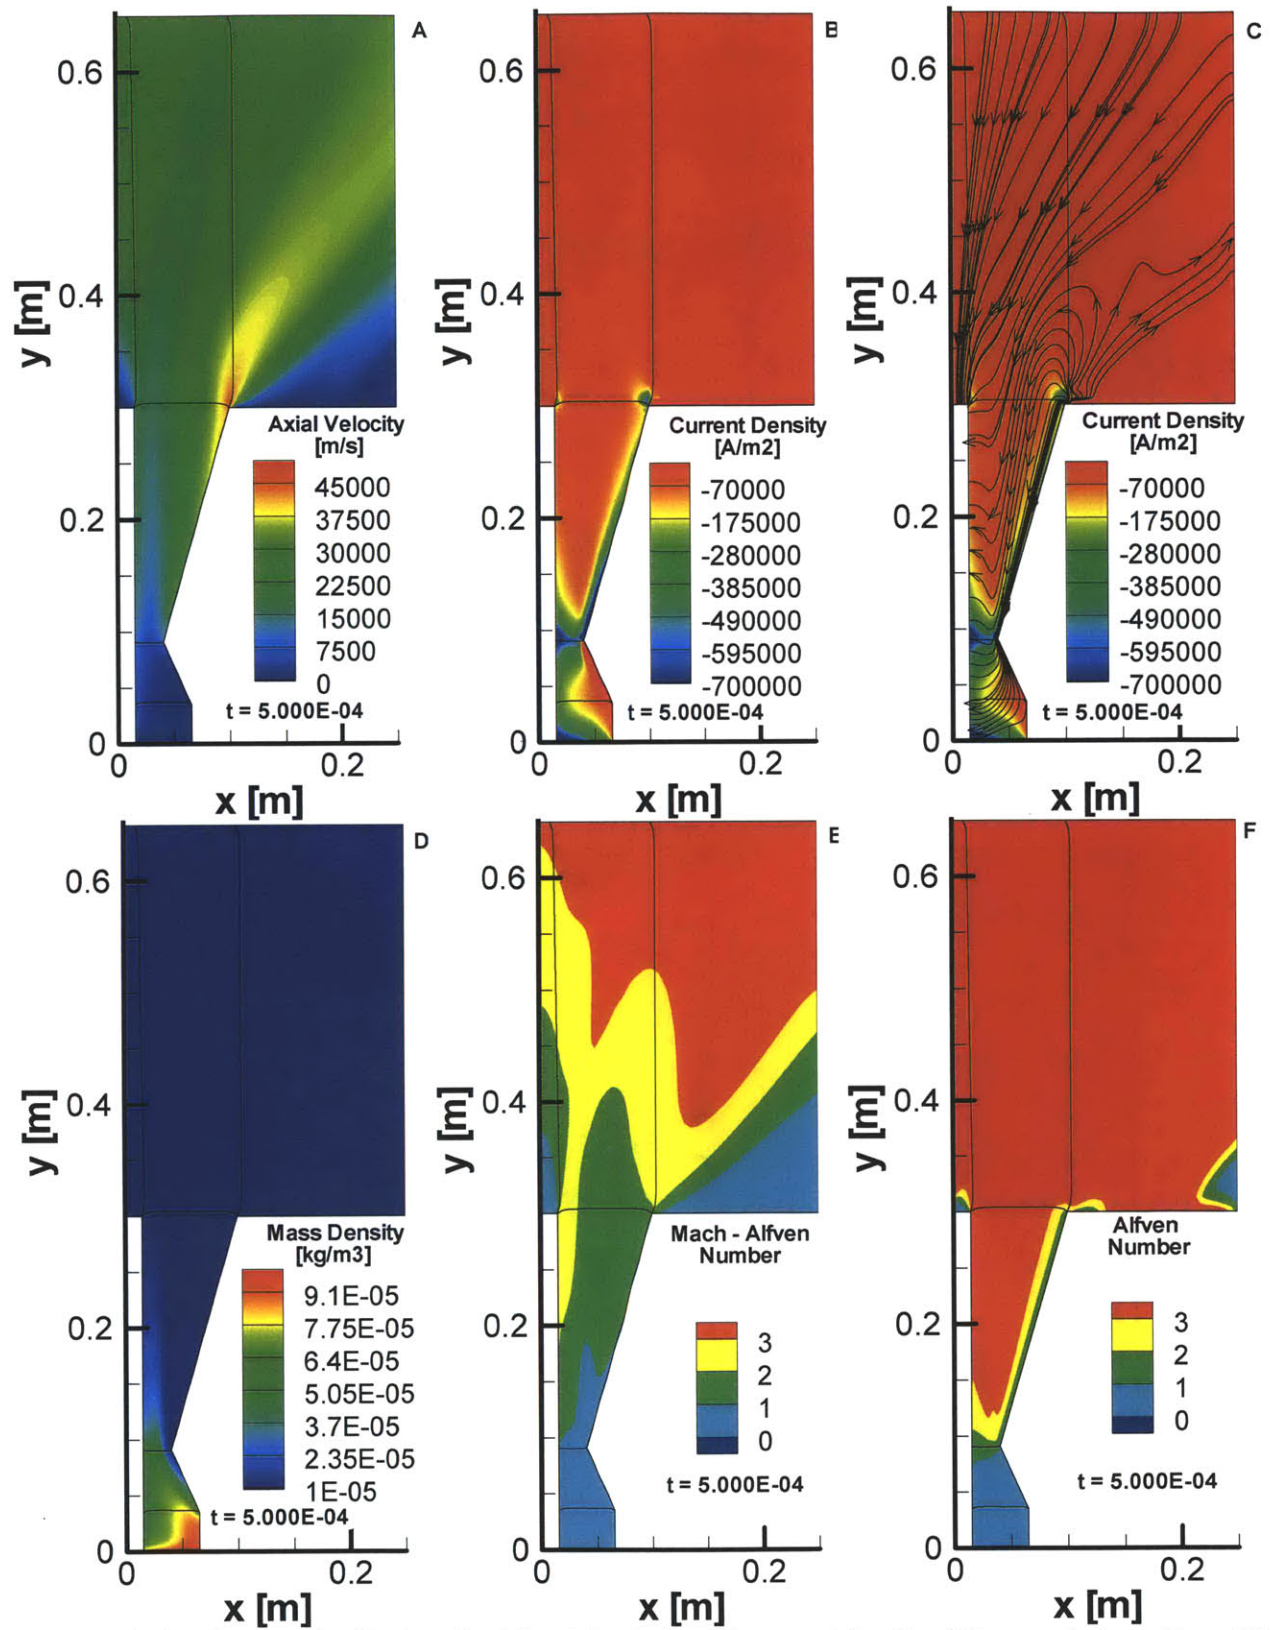 A
0.6
0.4
y [m]
0.2
0
Axial Velocity
[m/s]
45000
37500
30000
22500
15000
7500
0
t = 5.000E-04
0
0.2
x [m]
B
0.6
0.4
y [m]
0.2
0
Current Density
[A/m2]
-70000
-175000
-280000
-385000
-490000
-595000
-700000
t = 5.000E-04
0
0.2
x [m]
C
0.6
0.4
y [m]
0.2
0
Current Density
[A/m2]
-70000
-175000
-280000
-385000
-490000
-595000
-700000
t = 5.000E-04
0
0.2
x [m]
D
0.6
0.4
y [m]
0.2
0
Mass Density
[kg/m3]
9.1E-05
7.75E-05
6.4E-05
5.05E-05
3.7E-05
2.35E-05
1E-05
t = 5.000E-04
0
0.2
x [m]
E
0.6
0.4
y [m]
0.2
0
Mach - Alfven
Number
3
2
1
0
t = 5.000E-04
0
0.2
x [m]
F
0.6
0.4
y [m]
0.2
0
Alfven
Number
3
2
1
0
t = 5.000E-04
0
0.2
x [m]